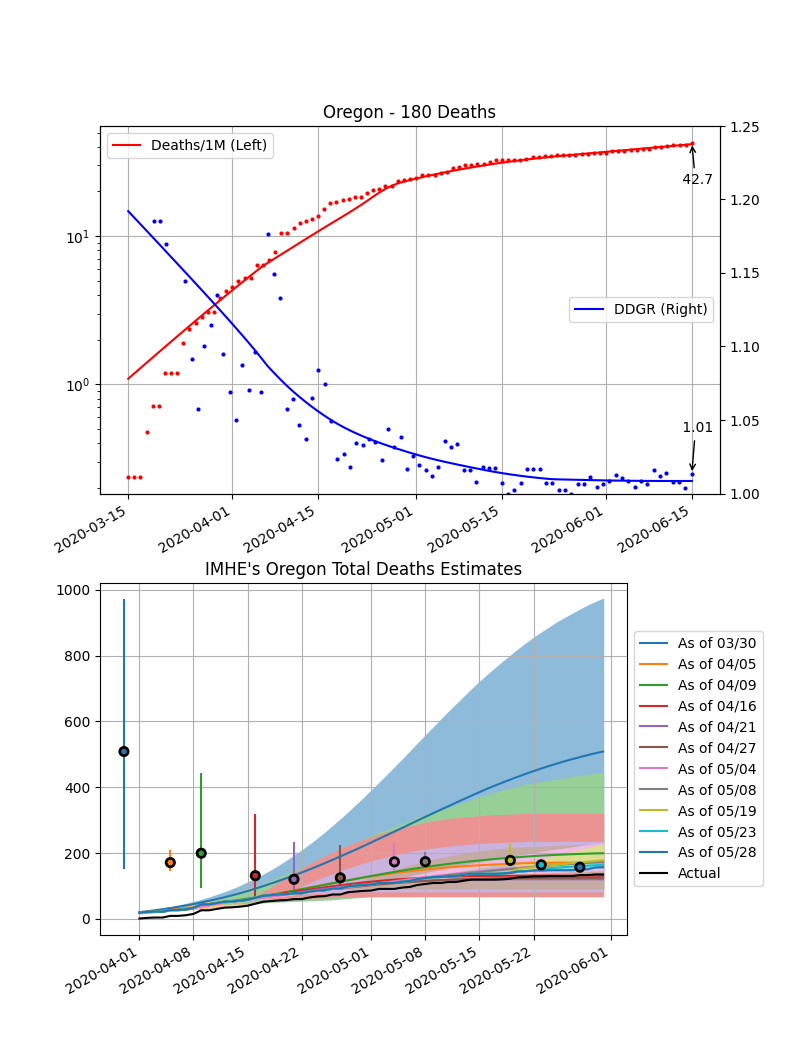 Oregon - 180 Deaths
Deaths/1M (Left)
DDGR (Right)
42.7
1.01
10¹
10⁰
1.25
1.20
1.15
1.10
1.05
1.00
2020-03-15
2020-04-01
2020-04-15
2020-05-01
2020-05-15
2020-06-01
2020-06-15
IMHE's Oregon Total Deaths Estimates
1000
800
600
400
200
0
2020-04-01
2020-04-08
2020-04-15
2020-04-22
2020-05-01
2020-05-08
2020-05-15
2020-05-22
2020-06-01
As of 03/30
As of 04/05
As of 04/09
As of 04/16
As of 04/21
As of 04/27
As of 05/04
As of 05/08
As of 05/19
As of 05/23
As of 05/28
Actual